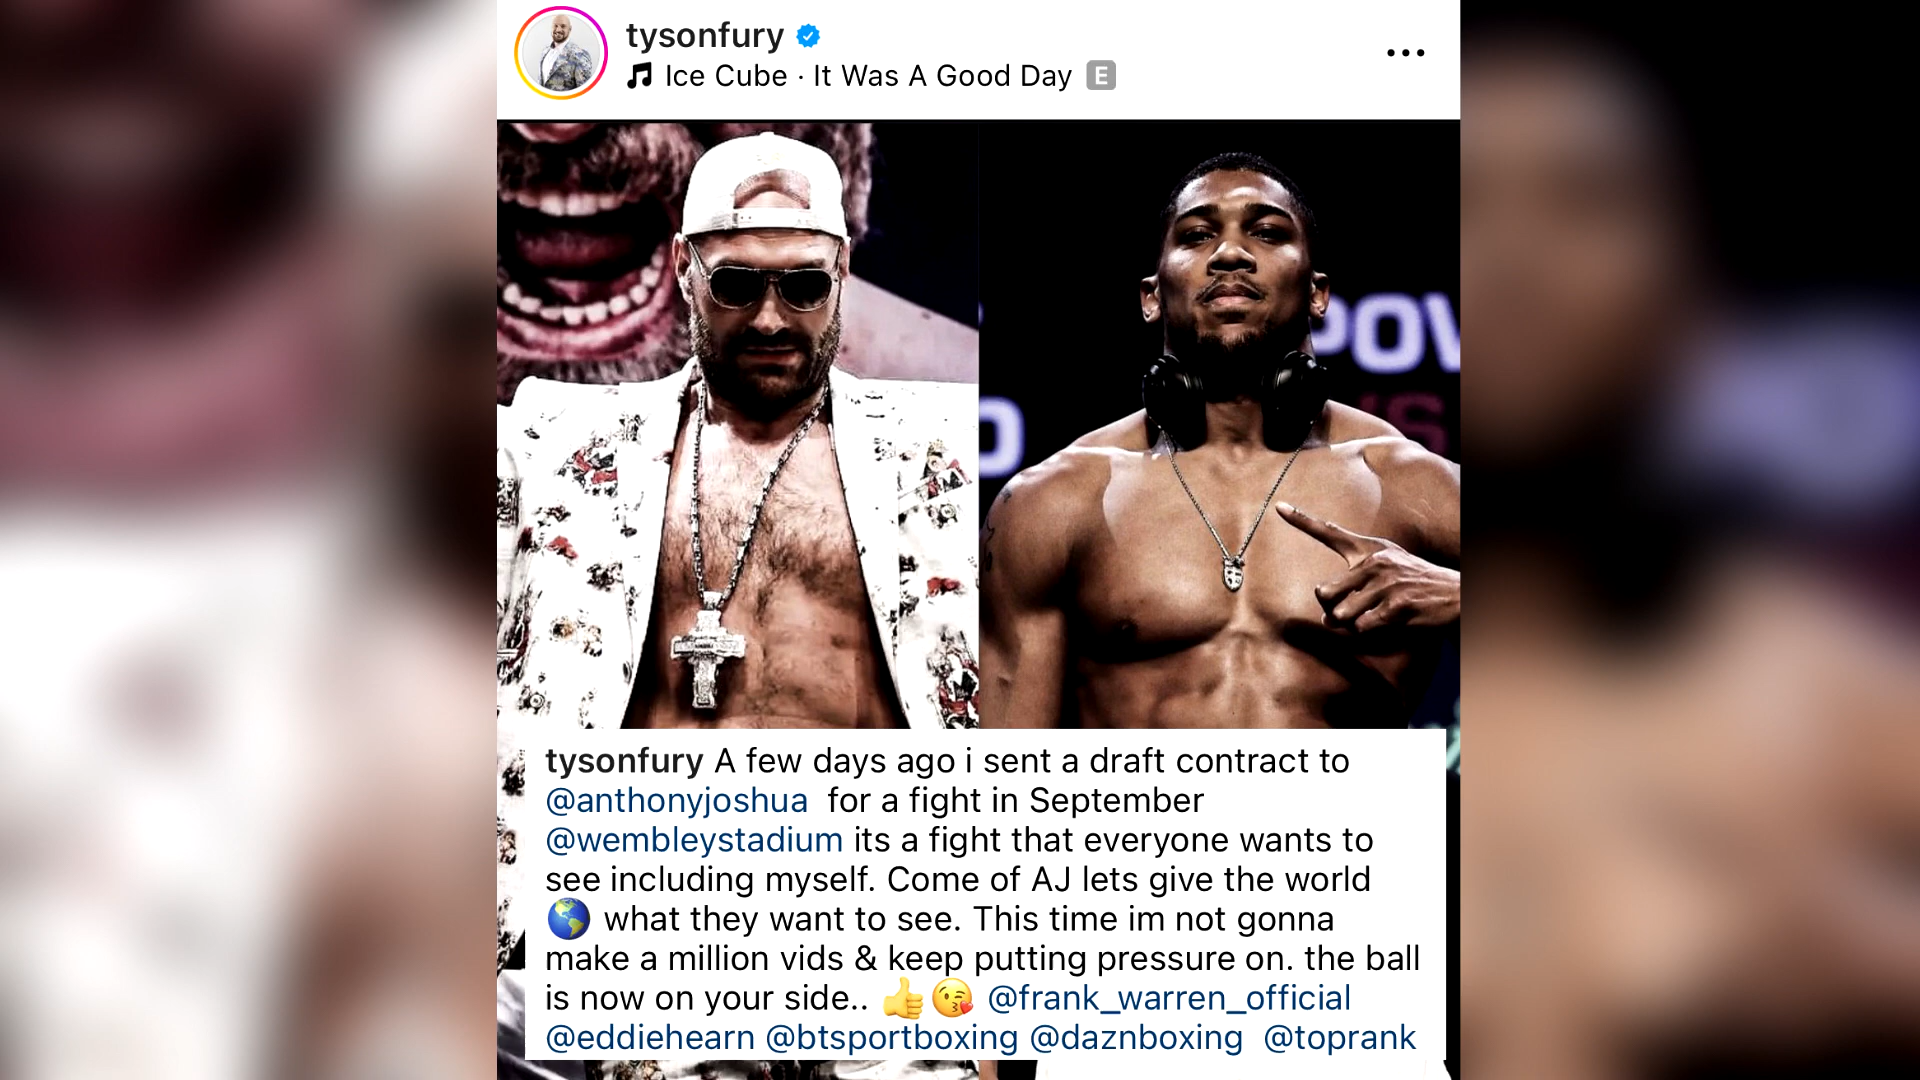 tysonfury
Ice Cube · It Was A Good Day E
POV
VS
O
tysonfury A few days ago i sent a draft contract to
@anthonyjoshua for a fight in September
@wembleystadium its a fight that everyone wants to
see including myself. Come of AJ lets give the world
🌎 what they want to see. This time im not gonna
make a million vids & keep putting pressure on. the ball
is now on your side.. 👍😘 @frank_warren_official
@eddiehearn @btsportboxing @daznboxing @toprank